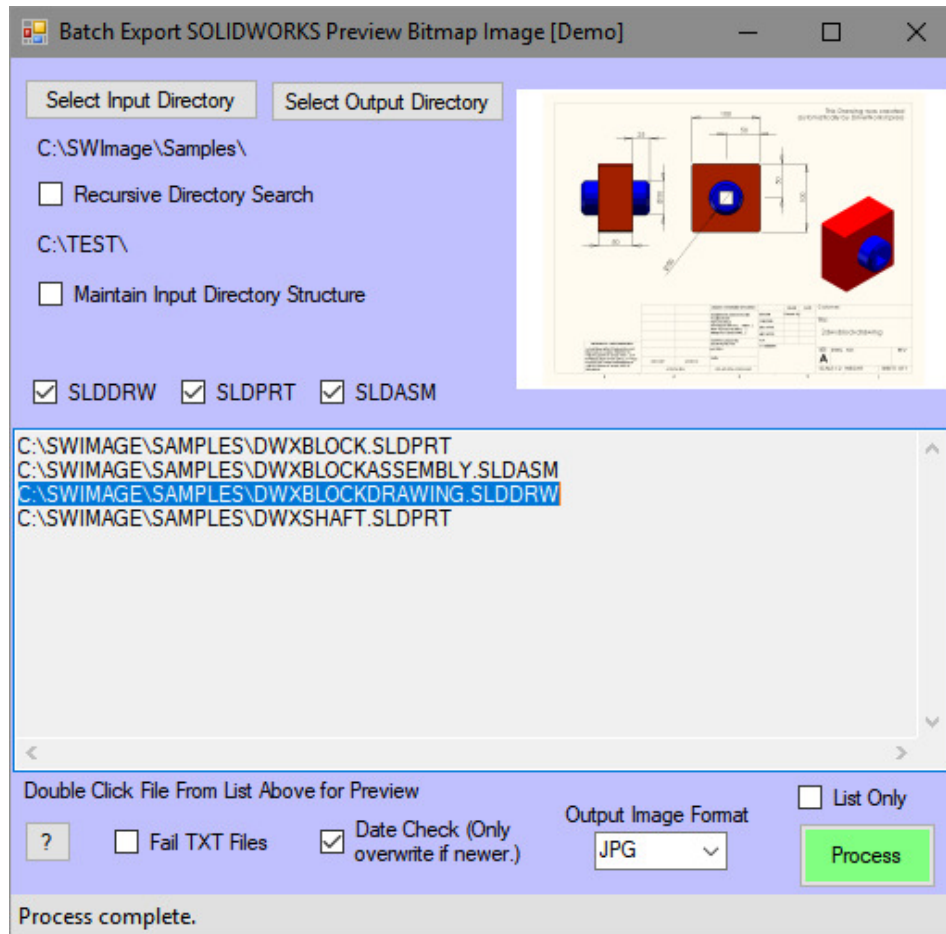 Batch Export SOLIDWORKS Preview Bitmap Image [Demo]
Select Input Directory
Select Output Directory
C:\SWImage\Samples\
Recursive Directory Search
C:\TEST\
Maintain Input Directory Structure
100
50
A
SLDDRW SLDPRT SLDASM
C:\SWIMAGE\SAMPLES\DWXBLOCK.SLDPRT
C:\SWIMAGE\SAMPLES\DWXBLOCKASSEMBLY.SLDASM
C:\SWIMAGE\SAMPLES\DWXBLOCKDRAWING.SLDDRW
C:\SWIMAGE\SAMPLES\DWXSHAFT.SLDPRT
Double Click File From List Above for Preview
?
Fail TXT Files
Date Check (Only
overwrite if newer.)
Output Image Format
JPG
List Only
Process
Process complete.